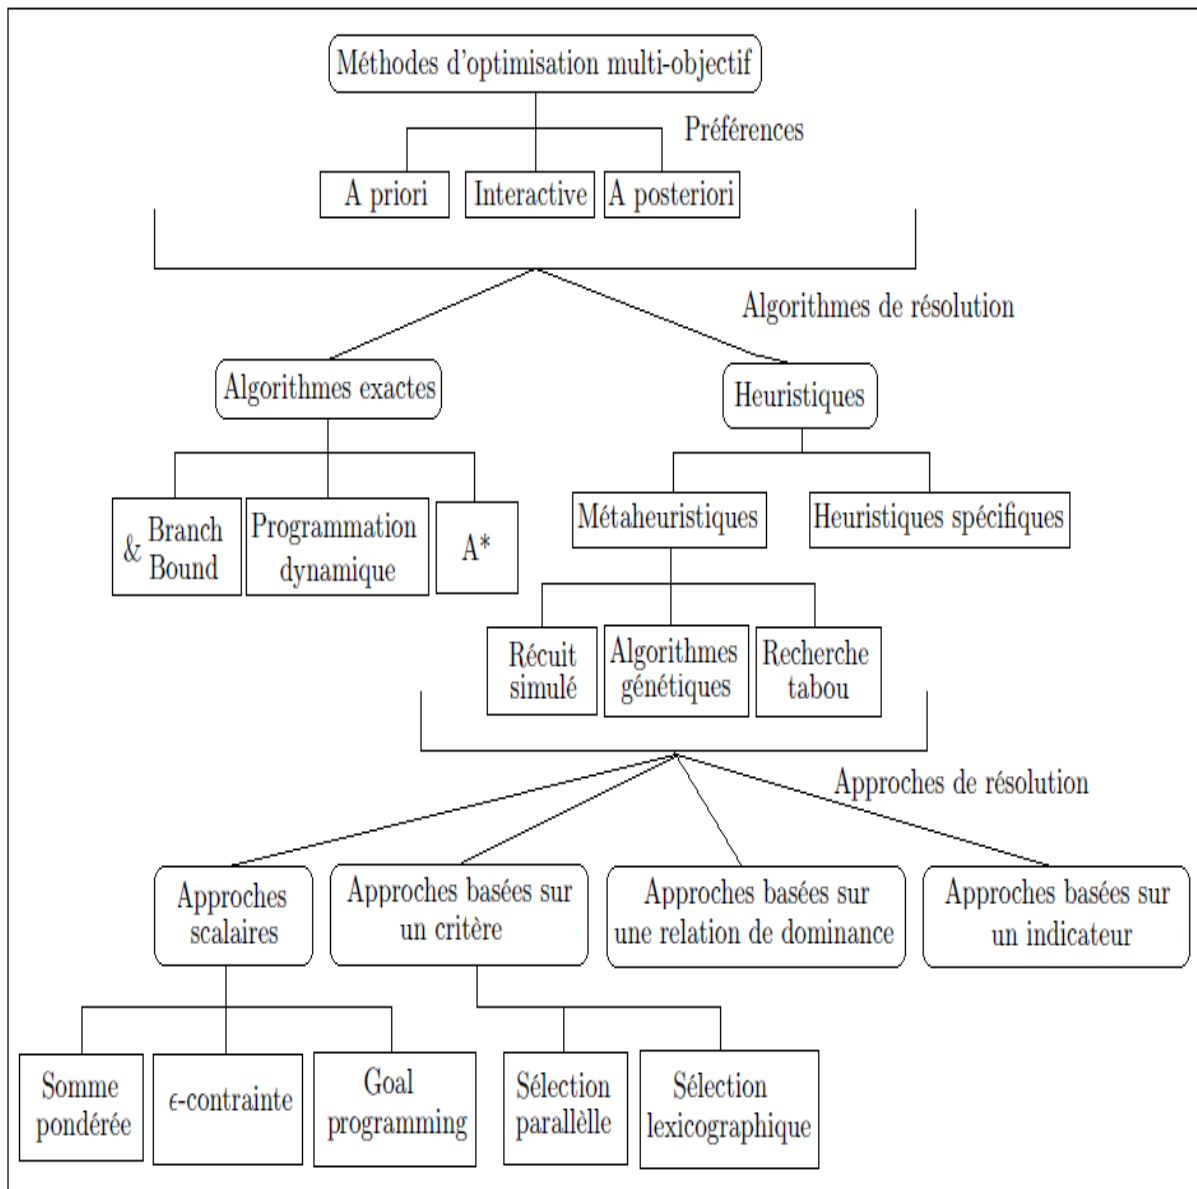 Méthodes d'optimisation multi-objectif
Préférences
A priori
Interactive
A posteriori
Algorithmes de résolution
Algorithmes exactes
Heuristiques
& Branch
Bound
Programmation
dynamique
A*
Métaheuristiques
Heuristiques spécifiques
Récuit
simulé
Algorithmes
génétiques
Recherche
tabou
Approches de résolution
Approches
scalaires
Approches basées sur
un critère
Approches basées sur
une relation de dominance
Approches basées sur
un indicateur
Somme
pondérée
ϵ-contrainte
Goal
programming
Sélection
parallèlle
Sélection
lexicographique